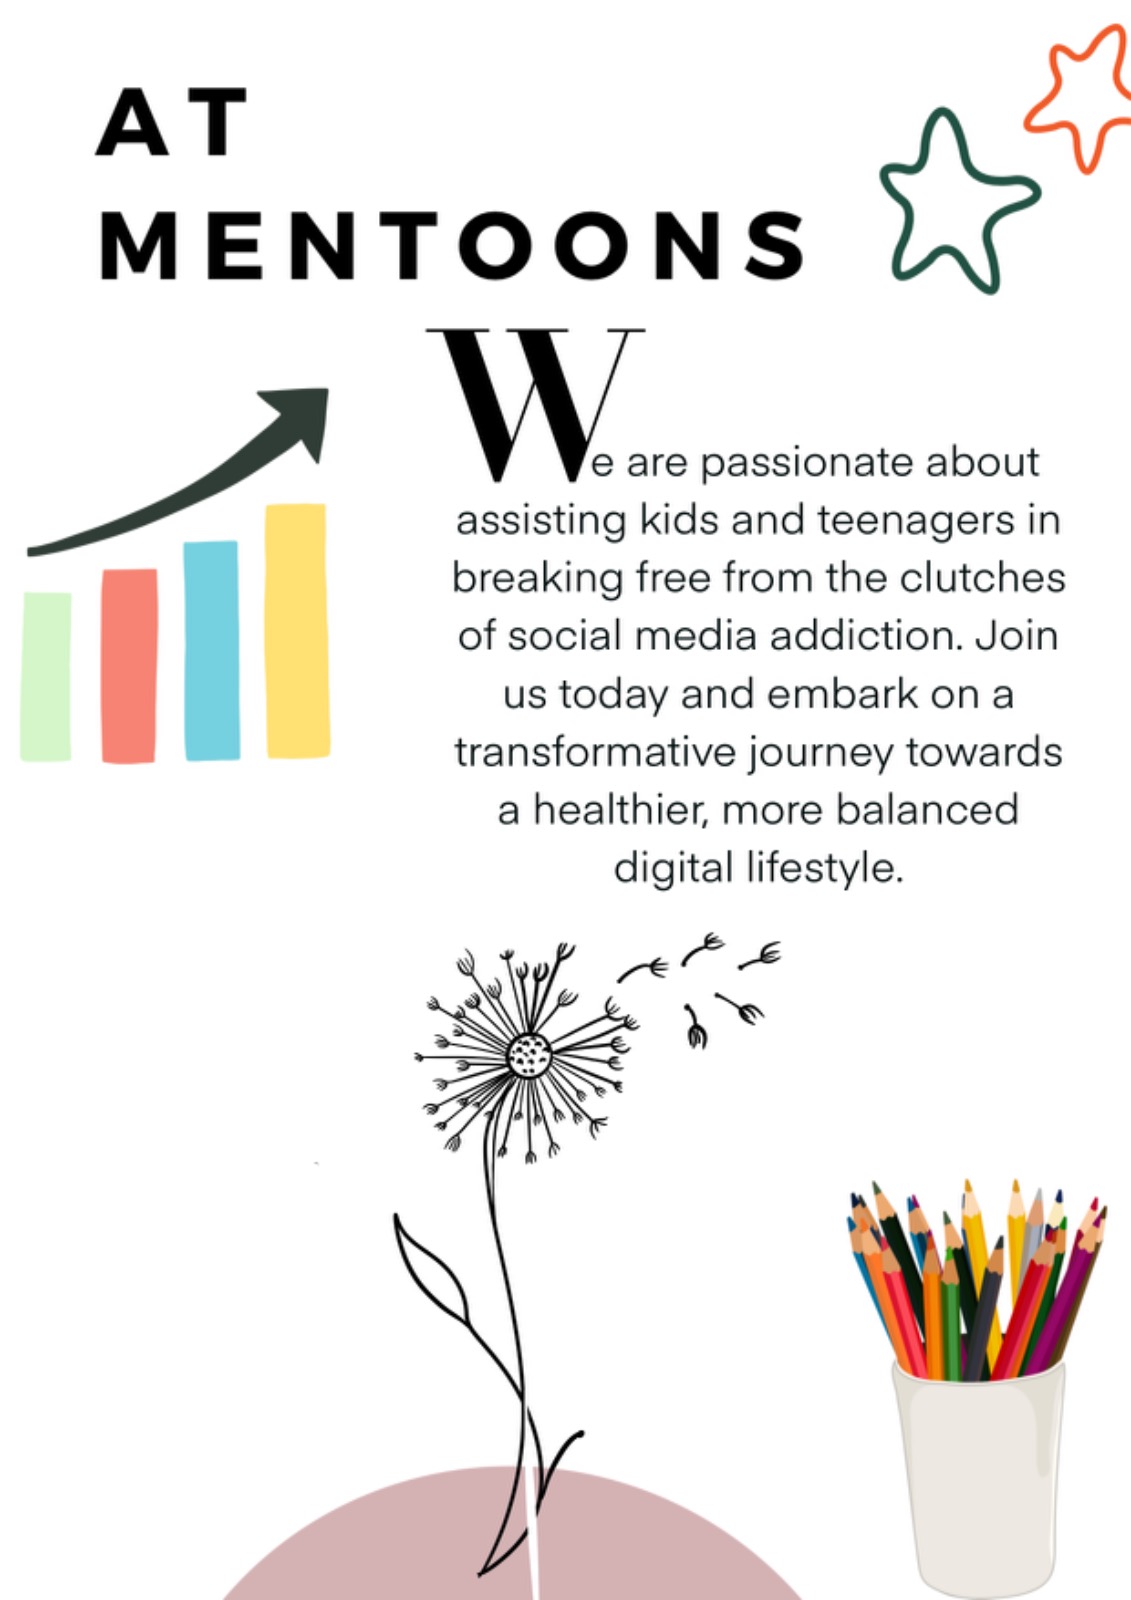 AT
MENTOONS
We are passionate about
assisting kids and teenagers in
breaking free from the clutches
of social media addiction. Join
us today and embark on a
transformative journey towards
a healthier, more balanced
digital lifestyle.